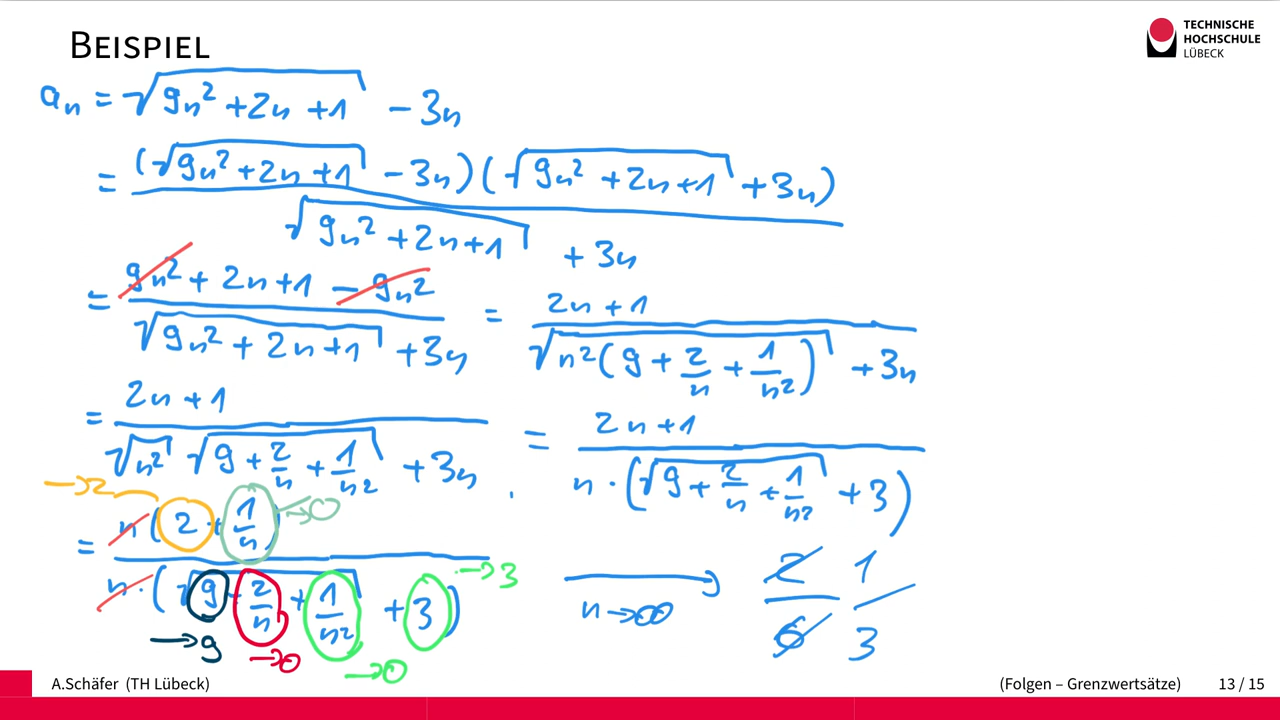 BEISPIEL
TECHNISCHE
HOCHSCHULE
LÜBECK
aₙ = √(9n² + 2n + 1) − 3n
= (√(9n² + 2n + 1) − 3n)(√(9n² + 2n + 1) + 3n) / (√(9n² + 2n + 1) + 3n)
= (9n² + 2n + 1 − 9n²) / (√(9n² + 2n + 1) + 3n) = (2n + 1) / (√(n²(9 + 2/n + 1/n²)) + 3n)
= (2n + 1) / (√n² √(9 + 2/n + 1/n²) + 3n) = (2n + 1) / (n · (√(9 + 2/n + 1/n²) + 3))
→2 →0
= n(2 + 1/n) / (n · (√(9 + 2/n + 1/n²) + 3)) →3 ⟶ n→∞ 2/6 1/3
→9 →0 →0
A.Schäfer (TH Lübeck) (Folgen – Grenzwertsätze) 13 / 15